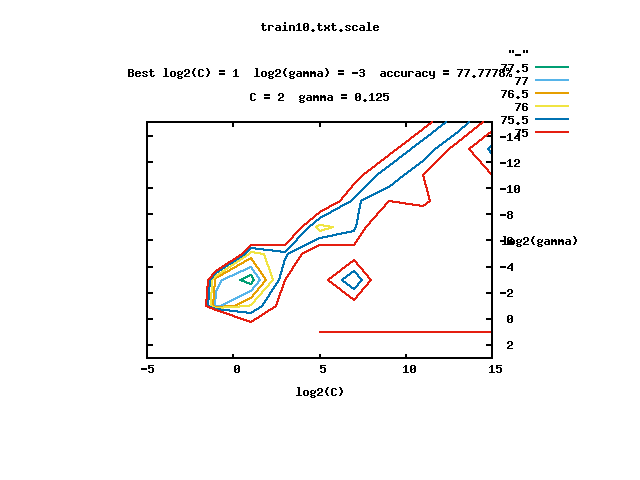 train10.txt.scale
"-"
Best log2(C) = 1  log2(gamma) = -3  accuracy = 77.7778%
77.5
77
76.5
C = 2  gamma = 0.125
76
75.5
75
-14
-12
-10
-8
-6
log2(gamma)
-4
-2
0
2
-5 0 5 10 15
log2(C)